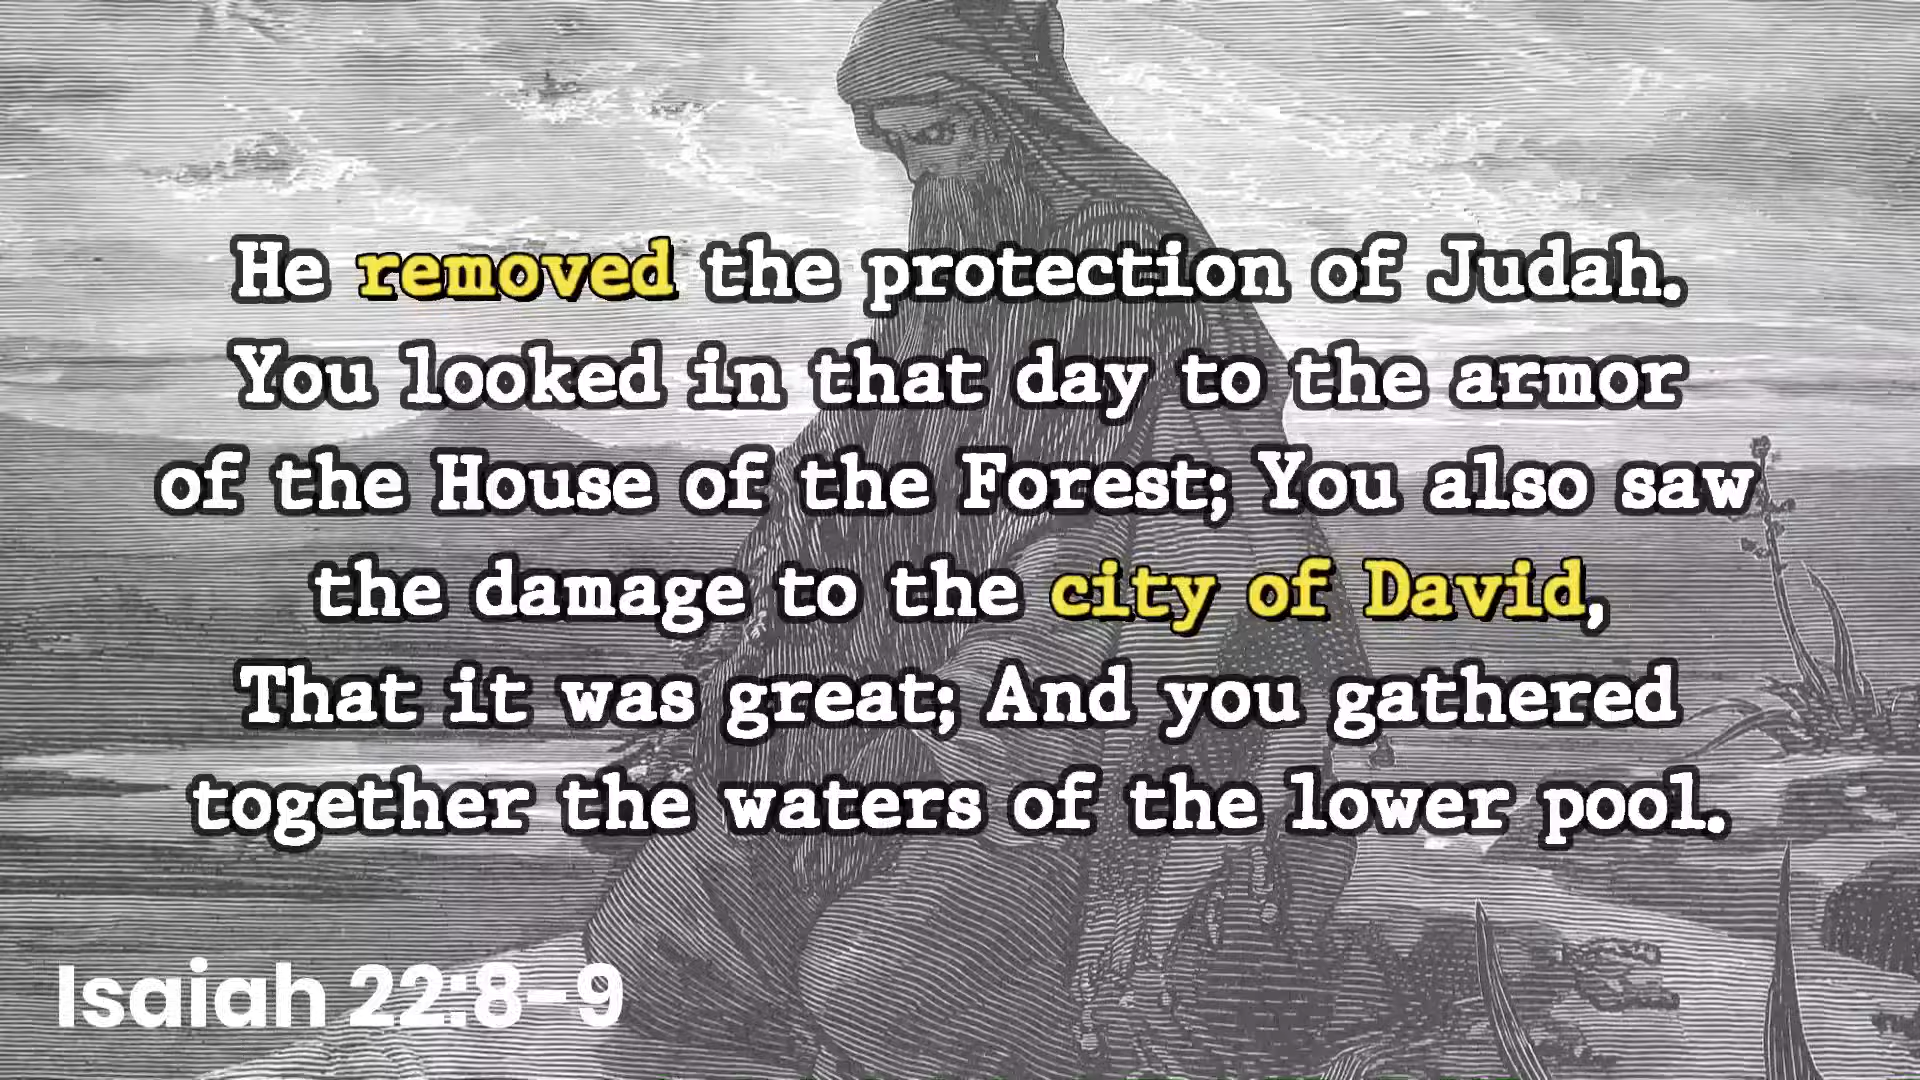 He removed the protection of Judah.
You looked in that day to the armor
of the House of the Forest; You also saw
the damage to the city of David,
That it was great; And you gathered
together the waters of the lower pool.
Isaiah 22:8-9